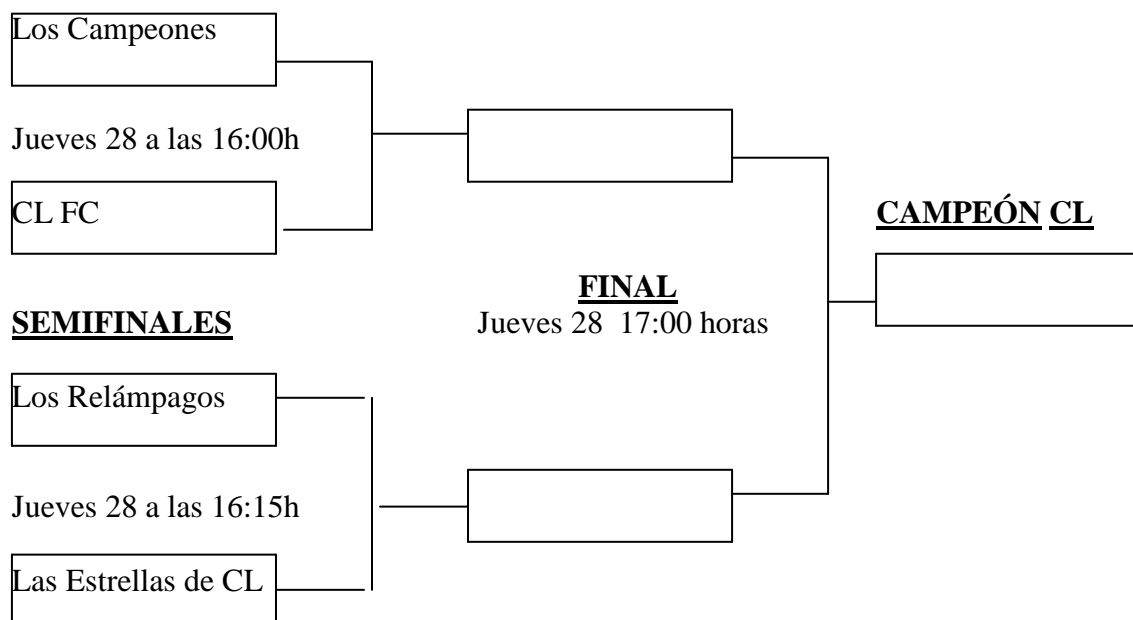 Los Campeones
Jueves 28 a las 16:00h
CL FC
CAMPEÓN CL
FINAL
Jueves 28  17:00 horas
SEMIFINALES
Los Relámpagos
Jueves 28 a las 16:15h
Las Estrellas de CL